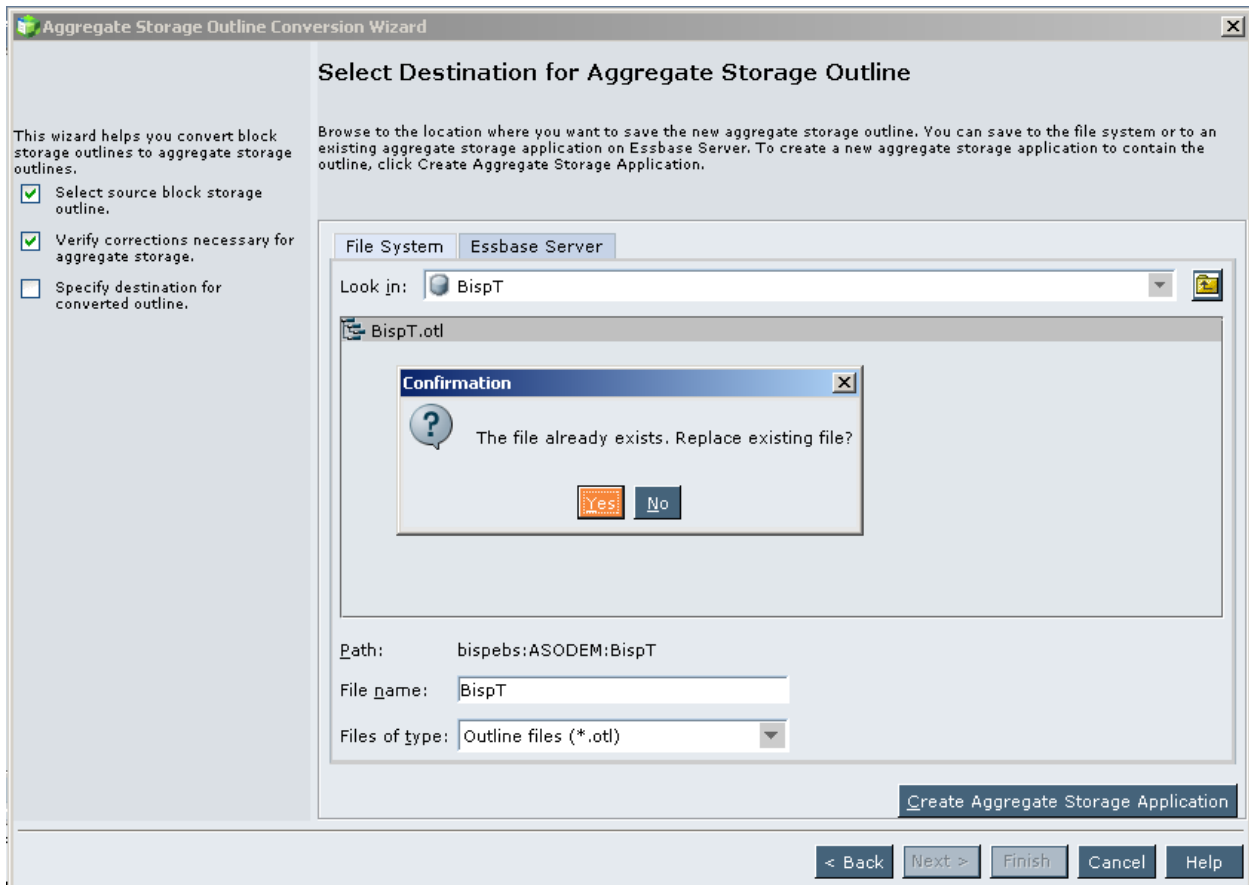 Aggregate Storage Outline Conversion Wizard
Select Destination for Aggregate Storage Outline
This wizard helps you convert block
storage outlines to aggregate storage
outlines.
Select source block storage
outline.
Verify corrections necessary for
aggregate storage.
Specify destination for
converted outline.
Browse to the location where you want to save the new aggregate storage outline. You can save to the file system or to an
existing aggregate storage application on Essbase Server. To create a new aggregate storage application to contain the
outline, click Create Aggregate Storage Application.
File System Essbase Server
Look in: BispT
BispT.otl
Confirmation
The file already exists. Replace existing file?
Yes No
Path: bispebs:ASODEM:BispT
File name: BispT
Files of type: Outline files (*.otl)
Create Aggregate Storage Application
< Back Next > Finish Cancel Help